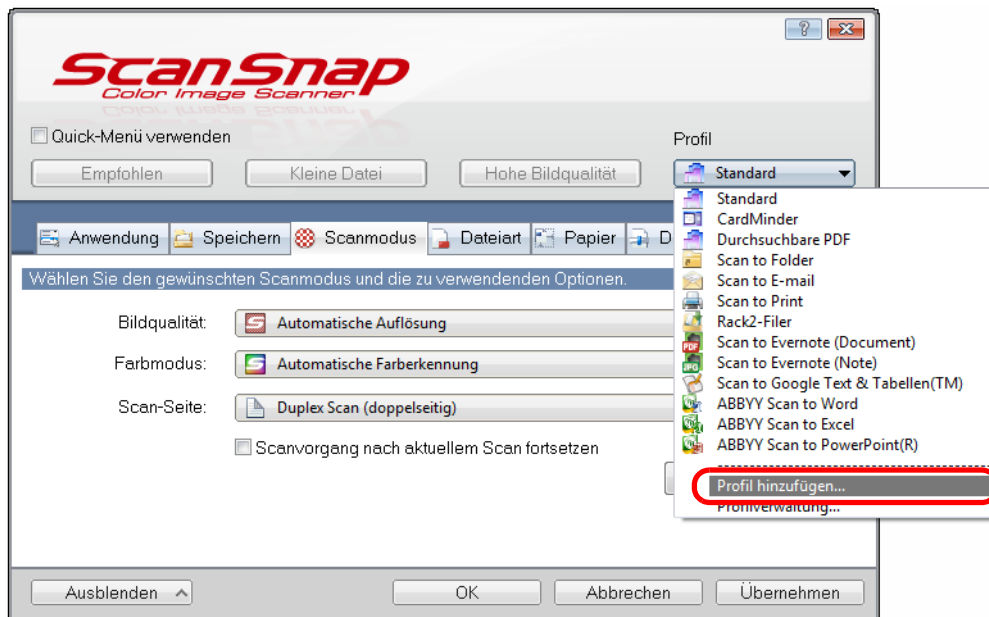 ScanSnap
Color Image Scanner
Quick-Menü verwenden
Profil
Empfohlen
Kleine Datei
Hohe Bildqualität
Standard
Standard
CardMinder
Durchsuchbare PDF
Scan to Folder
Scan to E-mail
Scan to Print
Rack2-Filer
Scan to Evernote (Document)
Scan to Evernote (Note)
Scan to Google Text & Tabellen(TM)
ABBYY Scan to Word
ABBYY Scan to Excel
ABBYY Scan to PowerPoint(R)
Profil hinzufügen...
Profilverwaltung...
Anwendung
Speichern
Scanmodus
Dateiart
Papier
D
Wählen Sie den gewünschten Scanmodus und die zu verwendenden Optionen.
Bildqualität:
Automatische Auflösung
Farbmodus:
Automatische Farberkennung
Scan-Seite:
Duplex Scan (doppelseitig)
Scanvorgang nach aktuellem Scan fortsetzen
Ausblenden
OK
Abbrechen
Übernehmen